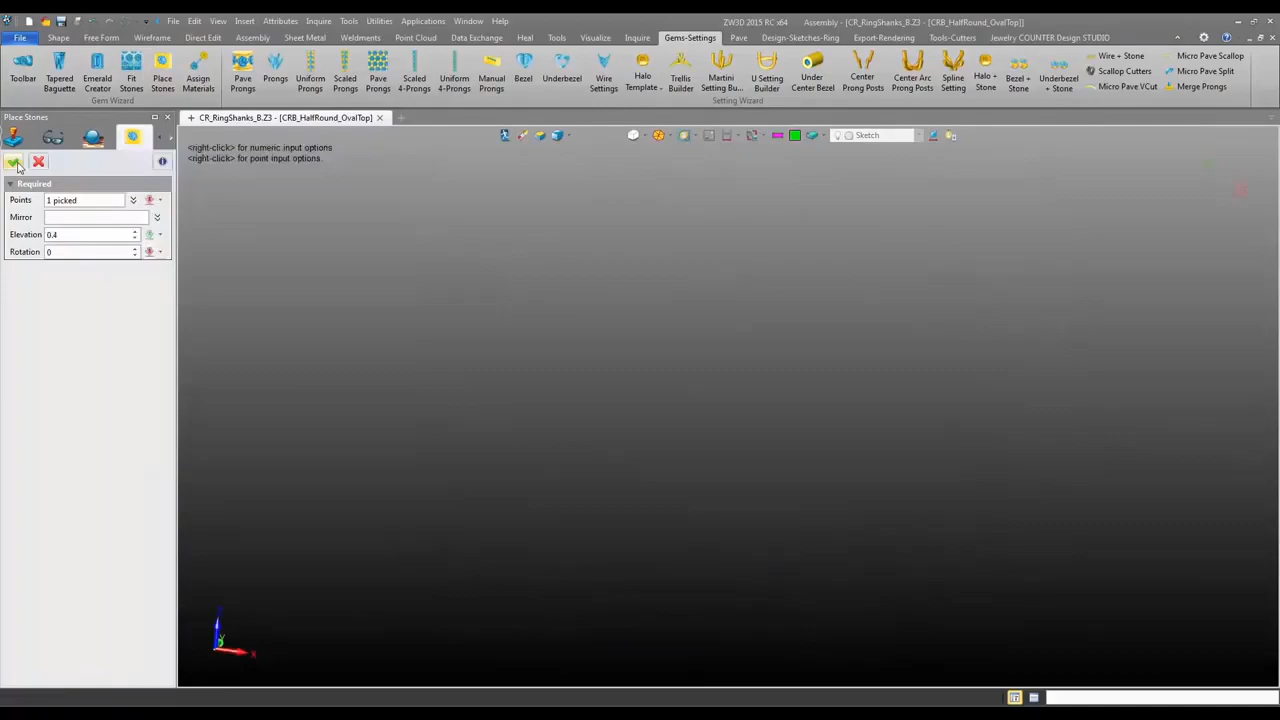 File Edit View Insert Attributes Inquire Tools Utilities Applications Window Help
ZW3D 2015 RC x64 Assembly - [CR_RingShanks_B.Z3 - [CRB_HalfRound_OvalTop]]
File Shape Free Form Wireframe Direct Edit Assembly Sheet Metal Weldments Point Cloud Data Exchange Heal Tools Visualize Inquire Gems-Settings Pave Design-Sketches-Ring Export-Rendering Tools-Cutters Jewelry COUNTER Design STUDIO
Toolbar
Tapered Baguette
Emerald Creator
Fit Stones
Place Stones
Assign Materials
Pave Prongs
Prongs
Uniform Prongs
Scaled Prongs
Pave Prongs
Scaled 4-Prongs
Uniform 4-Prongs
Manual Prongs
Bezel
Underbezel
Wire Settings
Halo Template
Trellis Builder
Martini Setting Bu...
U Setting Builder
Under Center Bezel
Center Prong Posts
Center Arc Prong Posts
Spline Setting
Halo + Stone
Bezel + Stone
Underbezel + Stone
Wire + Stone
Scallop Cutters
Micro Pave VCut
Micro Pave Scallop
Micro Pave Split
Merge Prongs
Gem Wizard
Setting Wizard
Place Stones
CR_RingShanks_B.Z3 - [CRB_HalfRound_OvalTop]
Sketch
<right-click> for numeric input options
<right-click> for point input options.
Required
Points 1 picked
Mirror
Elevation 0.4
Rotation 0
X